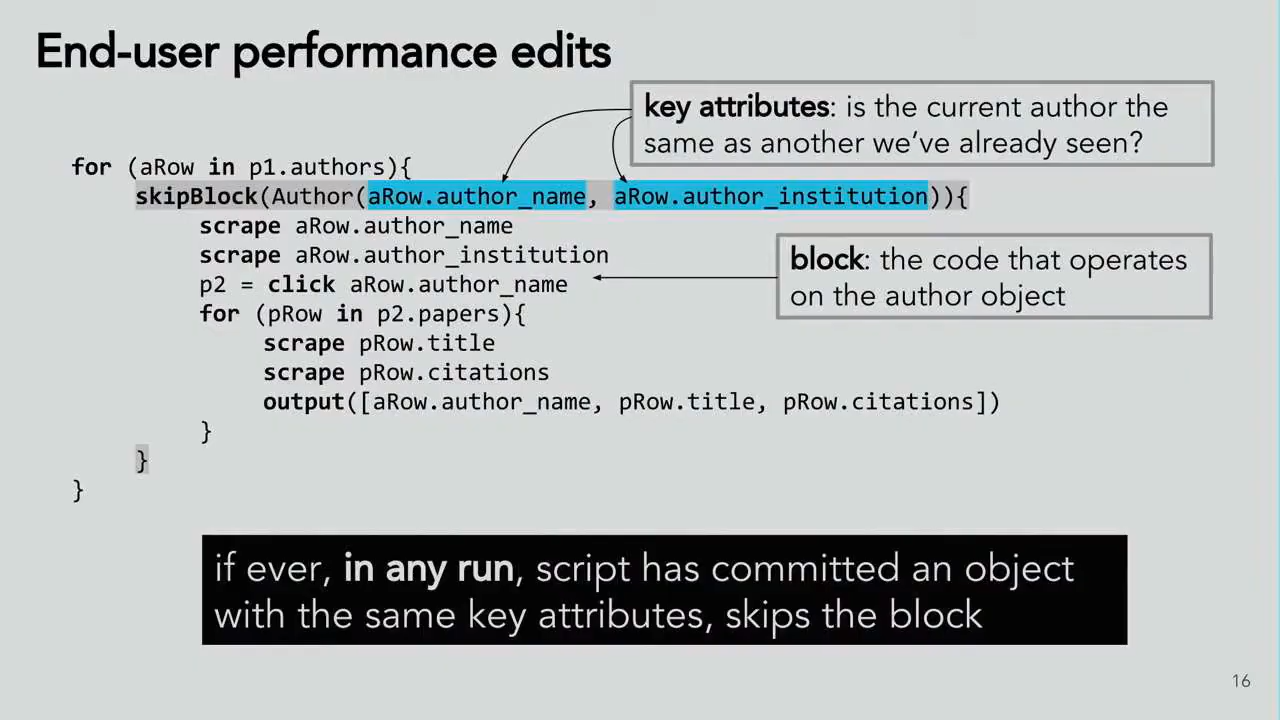 End-user performance edits
key attributes: is the current author the
same as another we've already seen?
for (aRow in p1.authors){
skipBlock(Author(aRow.author_name, aRow.author_institution)){
scrape aRow.author_name
scrape aRow.author_institution
p2 = click aRow.author_name
for (pRow in p2.papers){
scrape pRow.title
scrape pRow.citations
output([aRow.author_name, pRow.title, pRow.citations])
}
}
}
block: the code that operates
on the author object
if ever, in any run, script has committed an object
with the same key attributes, skips the block
16